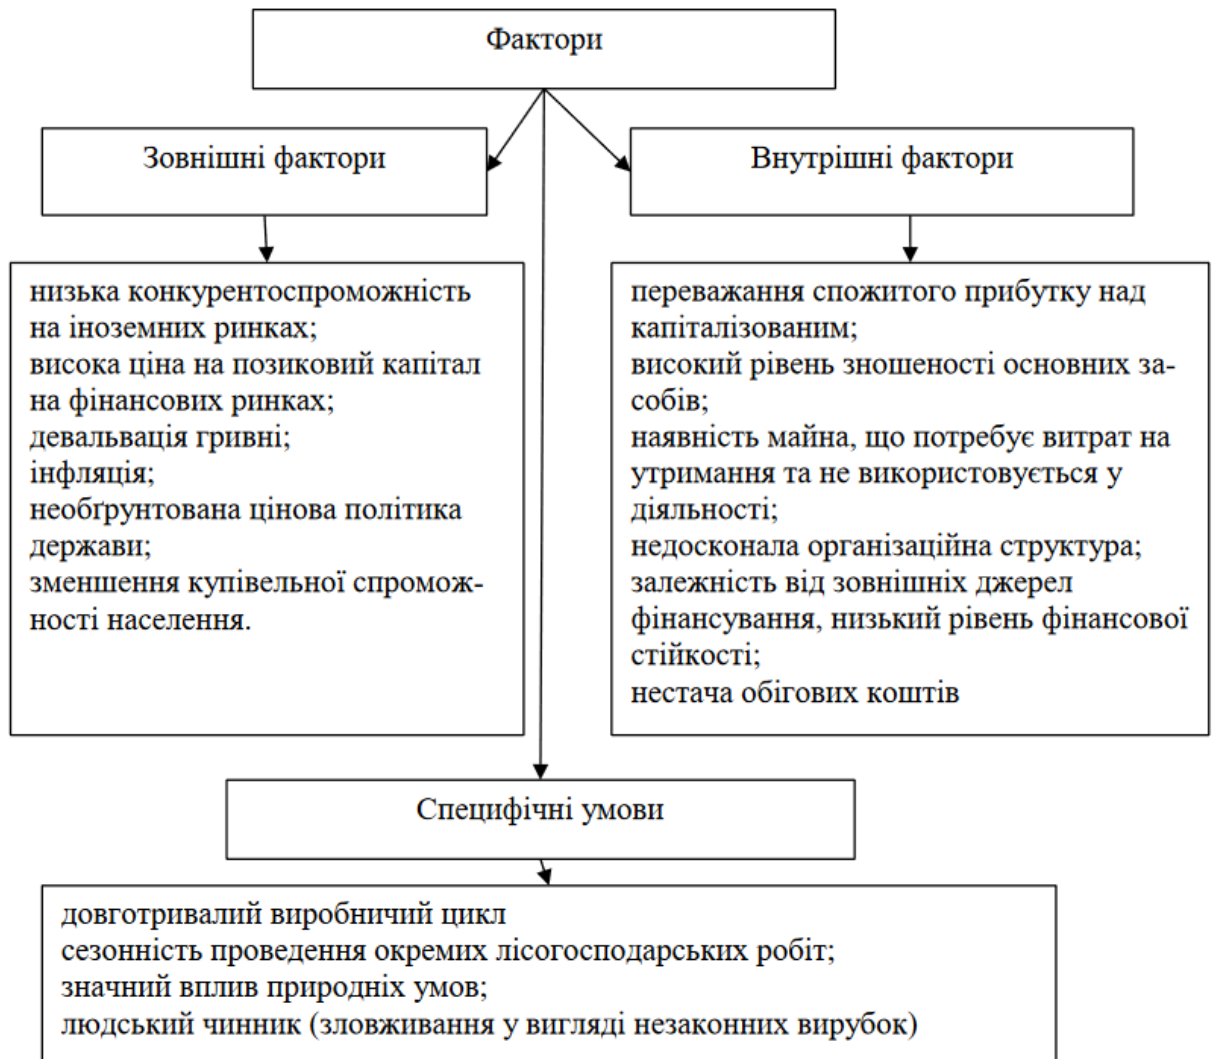 Фактори
Зовнішні фактори
Внутрішні фактори
низька конкурентоспроможність
на іноземних ринках;
висока ціна на позиковий капітал
на фінансових ринках;
девальвація гривні;
інфляція;
необґрунтована цінова політика
держави;
зменшення купівельної спромож-
ності населення.
переважання спожитого прибутку над
капіталізованим;
високий рівень зношеності основних за-
собів;
наявність майна, що потребує витрат на
утримання та не використовується у
діяльності;
недосконала організаційна структура;
залежність від зовнішніх джерел
фінансування, низький рівень фінансової
стійкості;
нестача обігових коштів
Специфічні умови
довготривалий виробничий цикл
сезонність проведення окремих лісогосподарських робіт;
значний вплив природніх умов;
людський чинник (зловживання у вигляді незаконних вирубок)